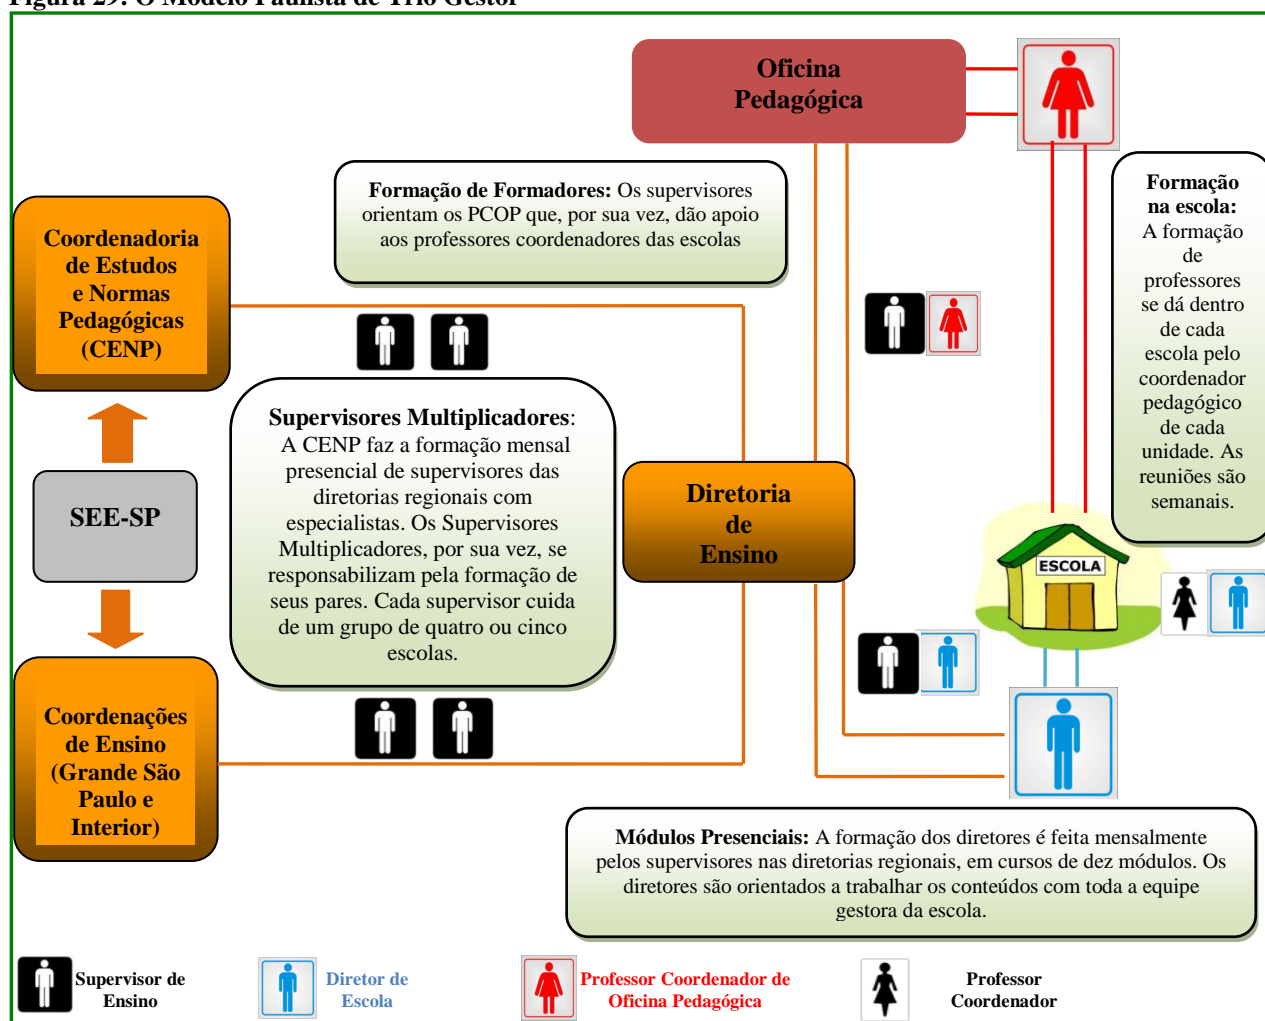 Figura 29: O Modelo Paulista de Trio Gestor
Oficina
Pedagógica
Formação de Formadores: Os supervisores
orientam os PCOP que, por sua vez, dão apoio
aos professores coordenadores das escolas
Formação
na escola:
A formação
de
professores
se dá dentro
de cada
escola pelo
coordenador
pedagógico
de cada
unidade. As
reuniões são
semanais.
Coordenadoria
de Estudos
e Normas
Pedagógicas
(CENP)
Supervisores Multiplicadores:
A CENP faz a formação mensal
presencial de supervisores das
diretorias regionais com
especialistas. Os Supervisores
Multiplicadores, por sua vez, se
responsabilizam pela formação de
seus pares. Cada supervisor cuida
de um grupo de quatro ou cinco
escolas.
SEE-SP
Diretoria
de
Ensino
ESCOLA
Coordenações
de Ensino
(Grande São
Paulo e
Interior)
Módulos Presenciais: A formação dos diretores é feita mensalmente
pelos supervisores nas diretorias regionais, em cursos de dez módulos. Os
diretores são orientados a trabalhar os conteúdos com toda a equipe
gestora da escola.
Supervisor de
Ensino
Diretor de
Escola
Professor Coordenador de
Oficina Pedagógica
Professor
Coordenador